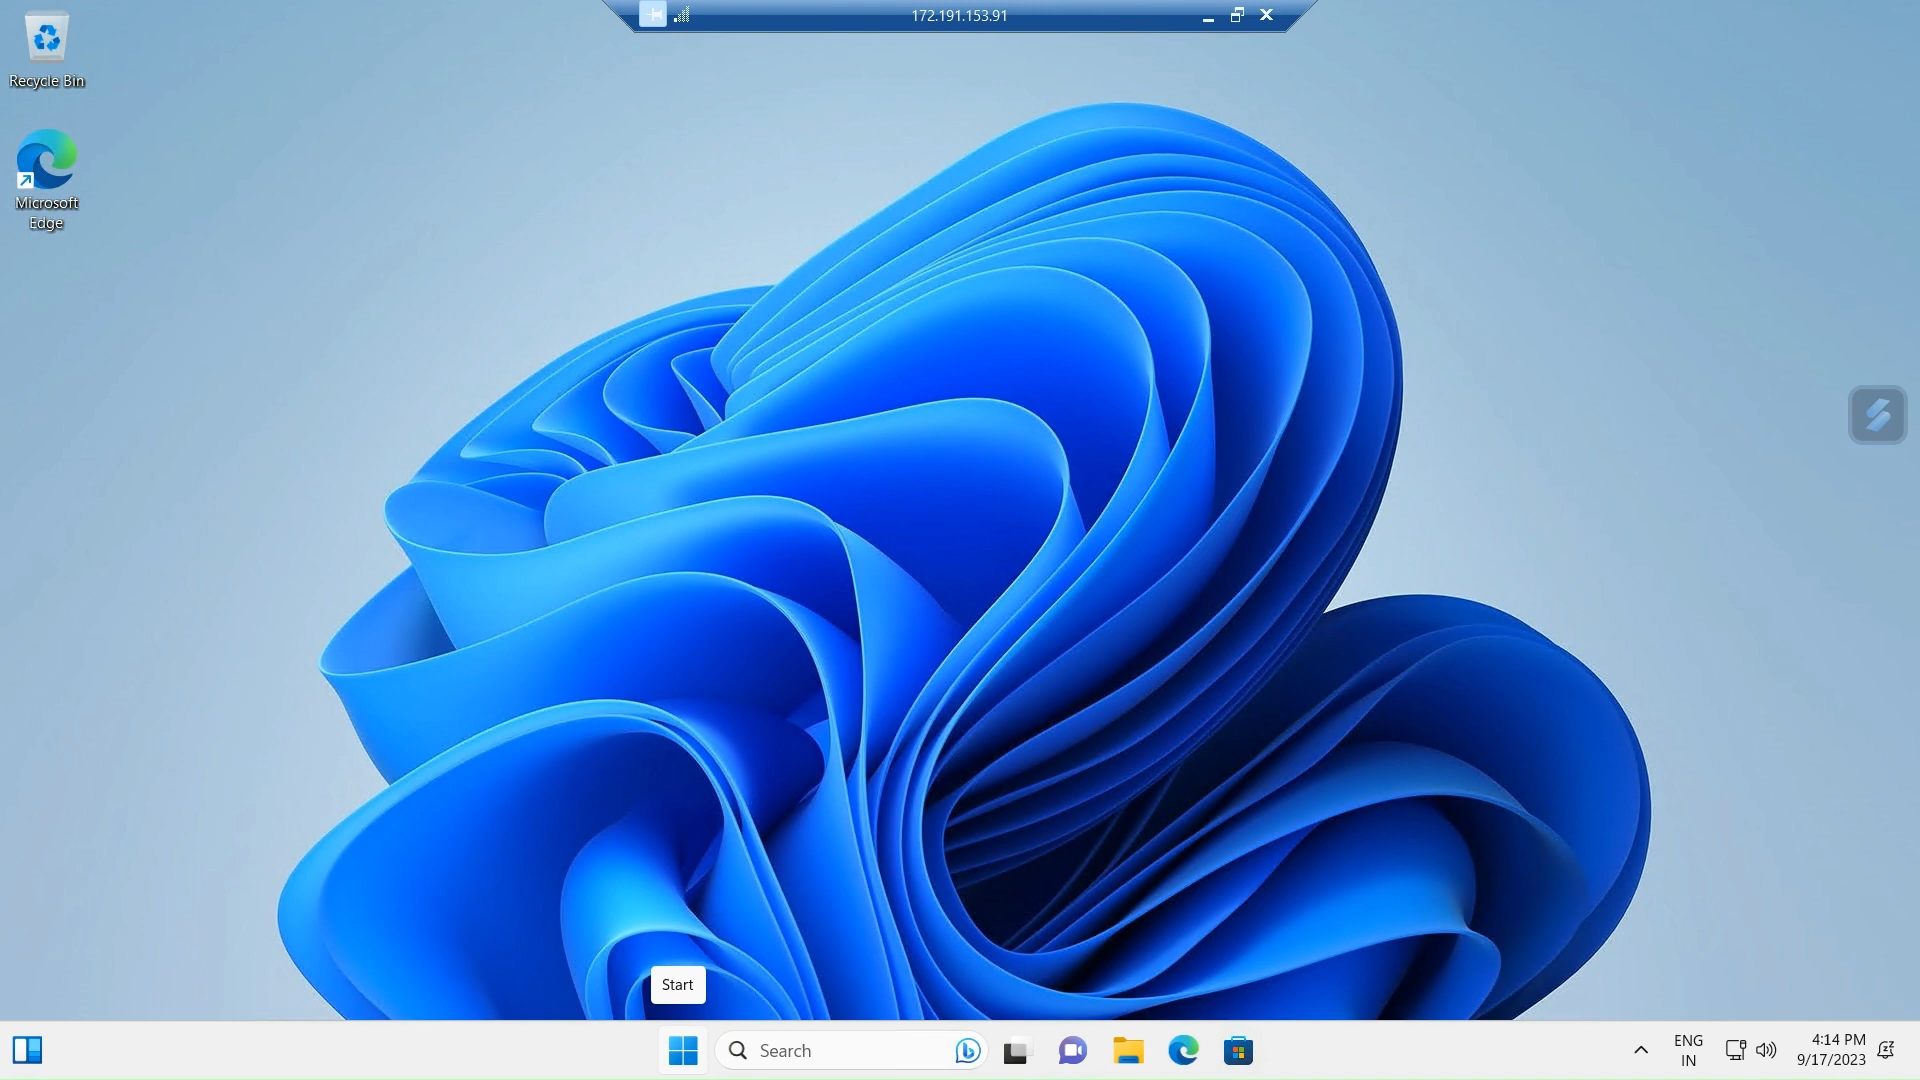 172.191.153.91
Recycle Bin
Microsoft
Edge
Start
Search
ENG
IN
4:14 PM
9/17/2023